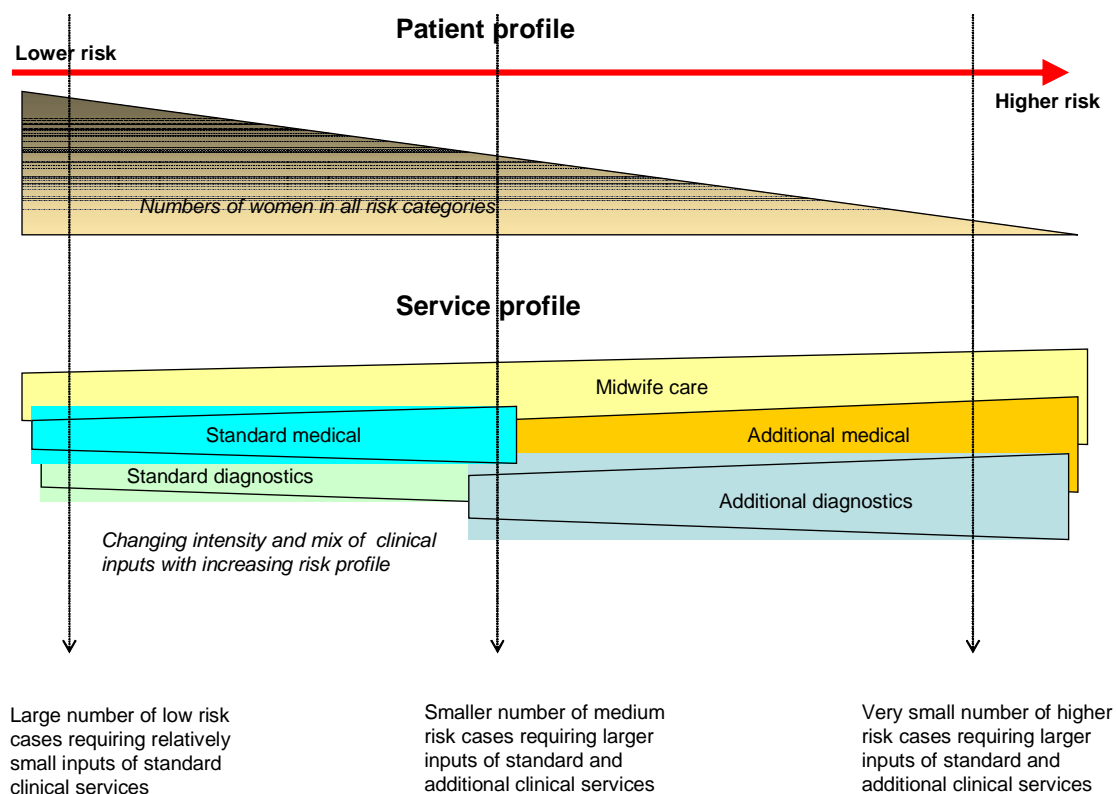 Patient profile
Lower risk
Higher risk
Numbers of women in all risk categories
Service profile
Midwife care
Standard medical
Additional medical
Standard diagnostics
Additional diagnostics
Changing intensity and mix of clinical
inputs with increasing risk profile
Large number of low risk
cases requiring relatively
small inputs of standard
clinical services
Smaller number of medium
risk cases requiring larger
inputs of standard and
additional clinical services
Very small number of higher
risk cases requiring larger
inputs of standard and
additional clinical services